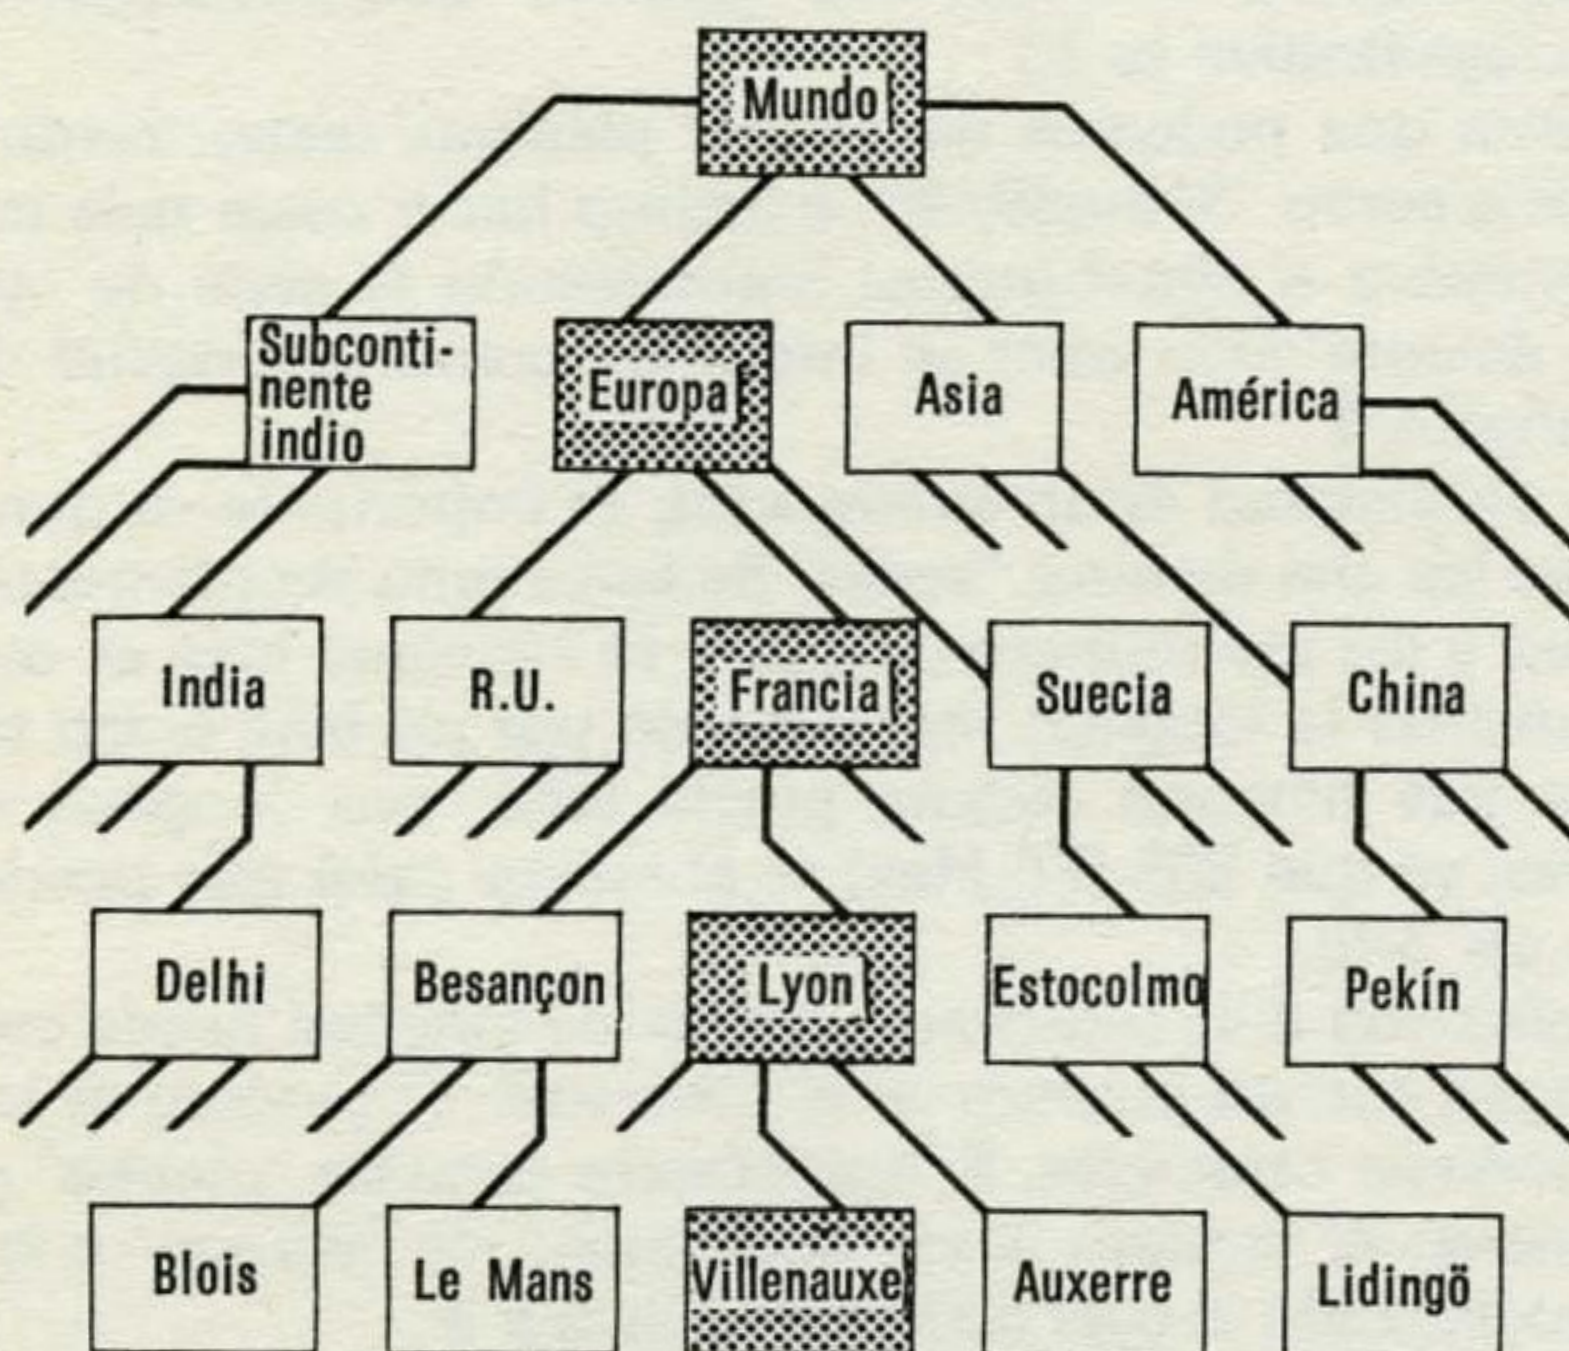 Mundo
Subconti-
nente
indio
Europa
Asia
América
India
R.U.
Francia
Suecia
China
Delhi
Besançon
Lyon
Estocolmo
Pekín
Blois
Le Mans
Villenauxe
Auxerre
Lidingö